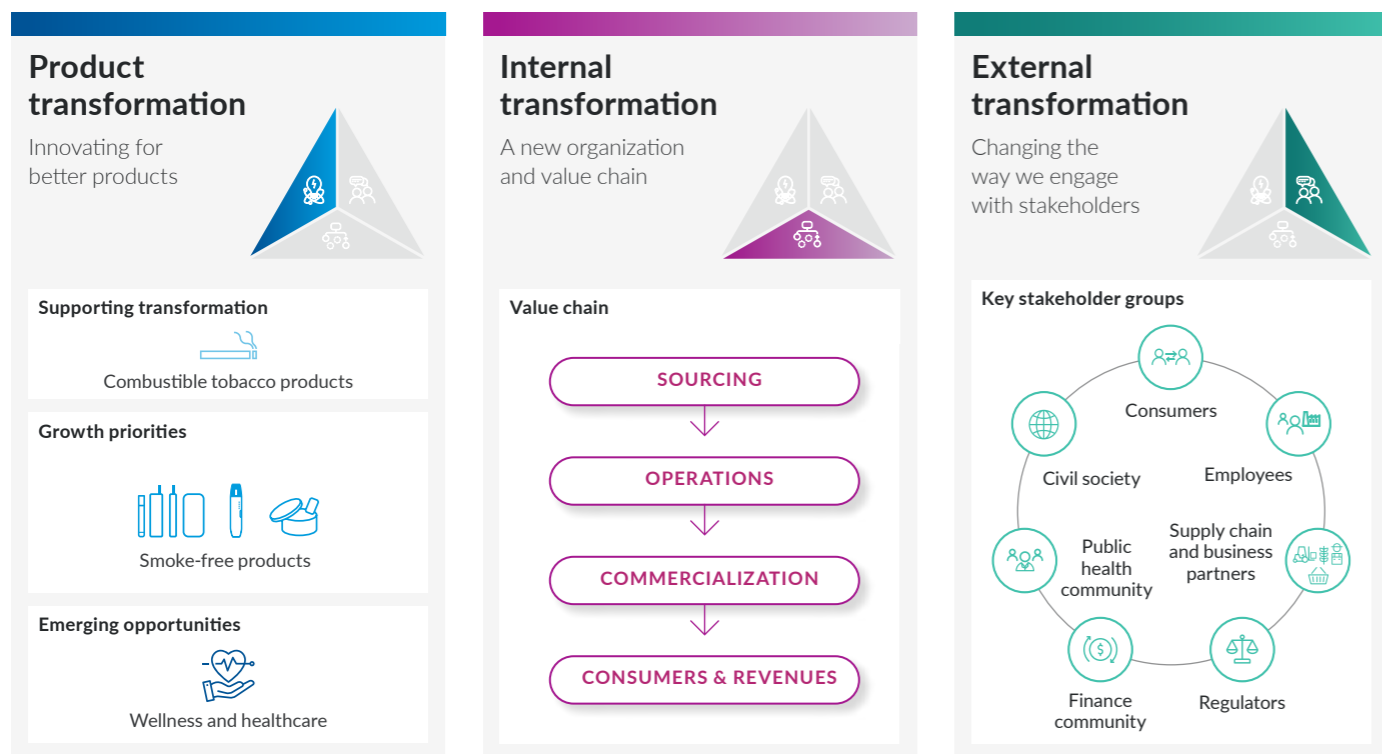 Product
transformation
Innovating for
better products
Supporting transformation
Combustible tobacco products
Growth priorities
Smoke-free products
Emerging opportunities
Wellness and healthcare
Internal
transformation
A new organization
and value chain
Value chain
SOURCING
OPERATIONS
COMMERCIALIZATION
CONSUMERS & REVENUES
External
transformation
Changing the
way we engage
with stakeholders
Key stakeholder groups
Consumers
Employees
Supply chain
and business
partners
Regulators
Finance
community
Public
health
community
Civil society